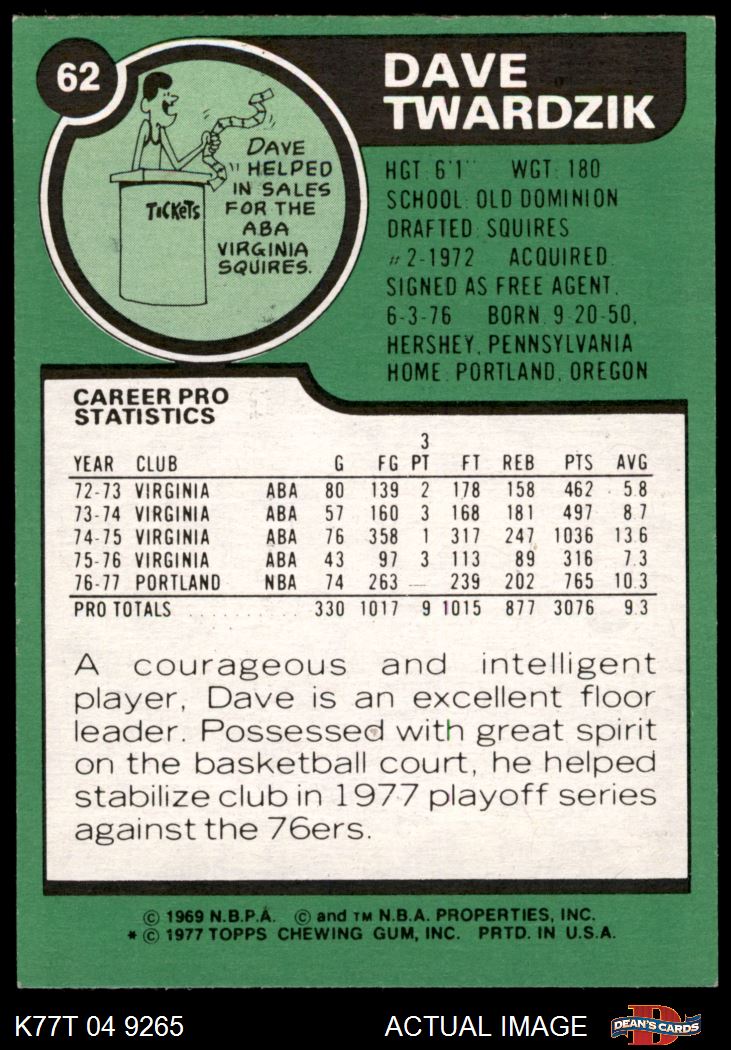 62
DAVE
TWARDZIK
DAVE
HELPED
IN SALES
FOR THE
ABA
VIRGINIA
SQUIRES.
TICKETS
HGT: 6'1" WGT: 180
SCHOOL: OLD DOMINION
DRAFTED: SQUIRES
#2-1972 ACQUIRED:
SIGNED AS FREE AGENT,
6-3-76 BORN: 9-20-50,
HERSHEY, PENNSYLVANIA
HOME: PORTLAND, OREGON
CAREER PRO
STATISTICS
3
YEAR CLUB G FG PT FT REB PTS AVG
72-73 VIRGINIA ABA 80 139 2 178 158 462 5.8
73-74 VIRGINIA ABA 57 160 3 168 181 497 8.7
74-75 VIRGINIA ABA 76 358 1 317 247 1036 13.6
75-76 VIRGINIA ABA 43 97 3 113 89 316 7.3
76-77 PORTLAND NBA 74 263 — 239 202 765 10.3
PRO TOTALS .......... 330 1017 9 1015 877 3076 9.3
A courageous and intelligent
player, Dave is an excellent floor
leader. Possessed with great spirit
on the basketball court, he helped
stabilize club in 1977 playoff series
against the 76ers.
© 1969 N.B.P.A. © and TM N.B.A. PROPERTIES, INC.
* © 1977 TOPPS CHEWING GUM, INC. PRTD. IN U.S.A.
K77T 04 9265 ACTUAL IMAGE DEAN'S CARDS